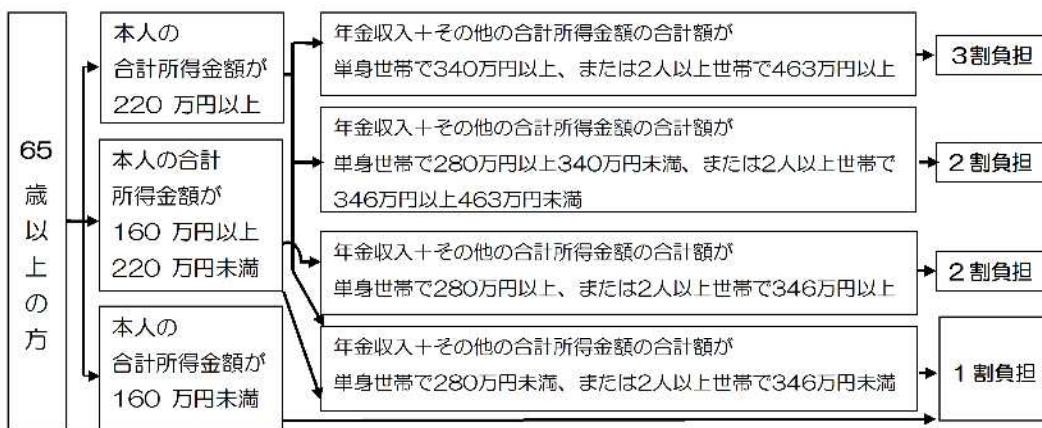 65
歳
以
上
の
方
本人の
合計所得金額が
220 万円以上
本人の合計
所得金額が
160 万円以上
220 万円未満
本人の
合計所得金額が
160 万円未満
年金収入＋その他の合計所得金額の合計額が
単身世帯で340万円以上、または2人以上世帯で463万円以上
3割負担
年金収入＋その他の合計所得金額の合計額が
単身世帯で280万円以上340万円未満、または2人以上世帯で
346万円以上463万円未満
2割負担
年金収入＋その他の合計所得金額の合計額が
単身世帯で280万円以上、または2人以上世帯で346万円以上
2割負担
年金収入＋その他の合計所得金額の合計額が
単身世帯で280万円未満、または2人以上世帯で346万円未満
1割負担